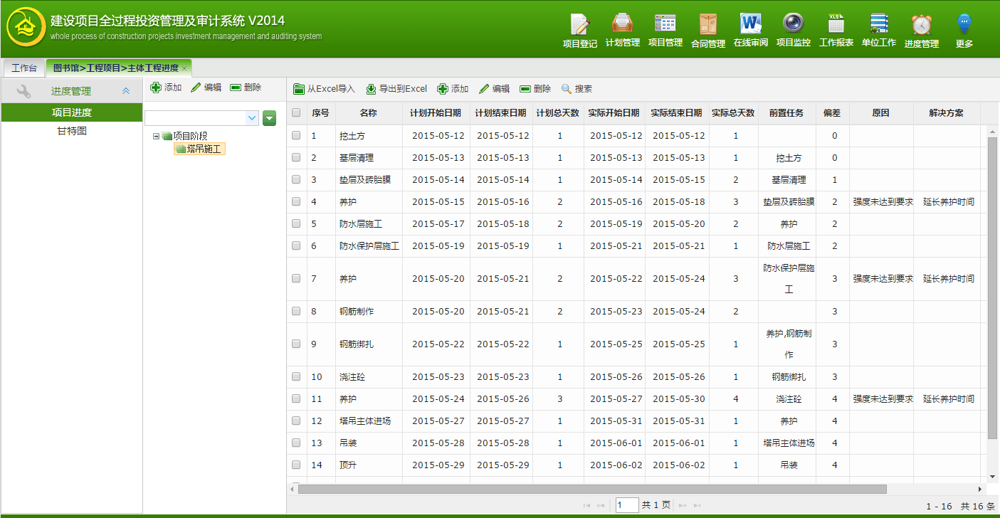 建设项目全过程投资管理及审计系统 V2014
whole process of construction projects investment management and auditing system
项目登记 计划管理 项目管理 合同管理 在线审阅 项目监控 工作报表 单位工作 进度管理 更多
工作台 图书馆>工程项目>主体工程进度 ×
进度管理
项目进度
甘特图
添加 编辑 删除
项目阶段
塔吊施工
从Excel导入 导出到Excel 添加 编辑 删除 搜索
序号 名称 计划开始日期 计划结束日期 计划总天数 实际开始日期 实际结束日期 实际总天数 前置任务 偏差 原因 解决方案
1 挖土方 2015-05-12 2015-05-12 1 2015-05-12 2015-05-12 1 0
2 基层清理 2015-05-13 2015-05-13 1 2015-05-13 2015-05-13 1 挖土方 0
3 垫层及砖胎膜 2015-05-14 2015-05-14 1 2015-05-14 2015-05-15 2 基层清理 1
4 养护 2015-05-15 2015-05-16 2 2015-05-16 2015-05-18 3 垫层及砖胎膜 2 强度未达到要求 延长养护时间
5 防水层施工 2015-05-17 2015-05-18 2 2015-05-19 2015-05-20 2 养护 2
6 防水保护层施工 2015-05-19 2015-05-19 1 2015-05-21 2015-05-21 1 防水层施工 2
7 养护 2015-05-20 2015-05-21 2 2015-05-22 2015-05-24 3 防水保护层施工 3 强度未达到要求 延长养护时间
8 钢筋制作 2015-05-20 2015-05-21 2 2015-05-23 2015-05-24 2 3
9 钢筋绑扎 2015-05-22 2015-05-22 1 2015-05-25 2015-05-25 1 养护,钢筋制作 3
10 浇注砼 2015-05-23 2015-05-23 1 2015-05-26 2015-05-26 1 钢筋绑扎 3
11 养护 2015-05-24 2015-05-26 3 2015-05-27 2015-05-30 4 浇注砼 4 强度未达到要求 延长养护时间
12 塔吊主体进场 2015-05-27 2015-05-27 1 2015-05-31 2015-05-31 1 养护 4
13 吊装 2015-05-28 2015-05-28 1 2015-06-01 2015-06-01 1 塔吊主体进场 4
14 顶升 2015-05-29 2015-05-29 1 2015-06-02 2015-06-02 1 吊装 4
1 共 1 页
1 - 16 共 16 条